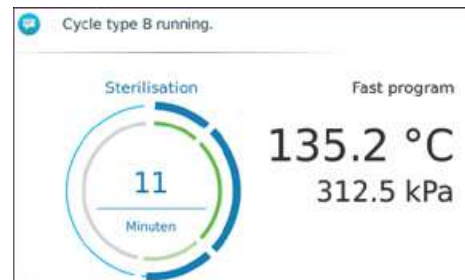 Cycle type B running.
Sterilisation
Fast program
135.2 °C
312.5 kPa
11
Minuten